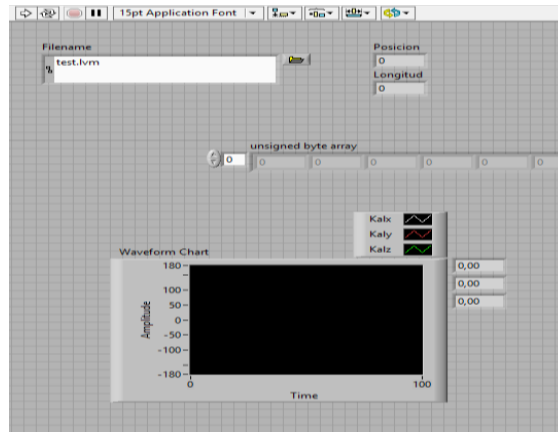 15pt Application Font
Filename
test.lvm
Posicion
0
Longitud
0
unsigned byte array
0 0 0 0 0 0 0
Kalx
Kaly
Kalz
Waveform Chart
0,00
0,00
0,00
180
100
50
0
-50
-100
-180
Amplitude
0 100
Time